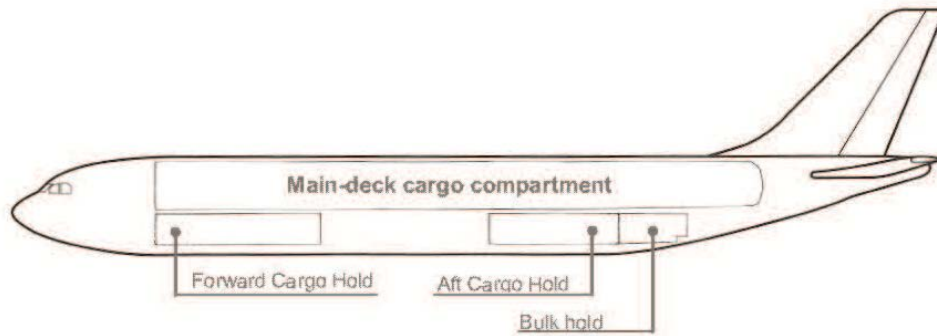 Main-deck cargo compartment
Forward Cargo Hold
Aft Cargo Hold
Bulk hold